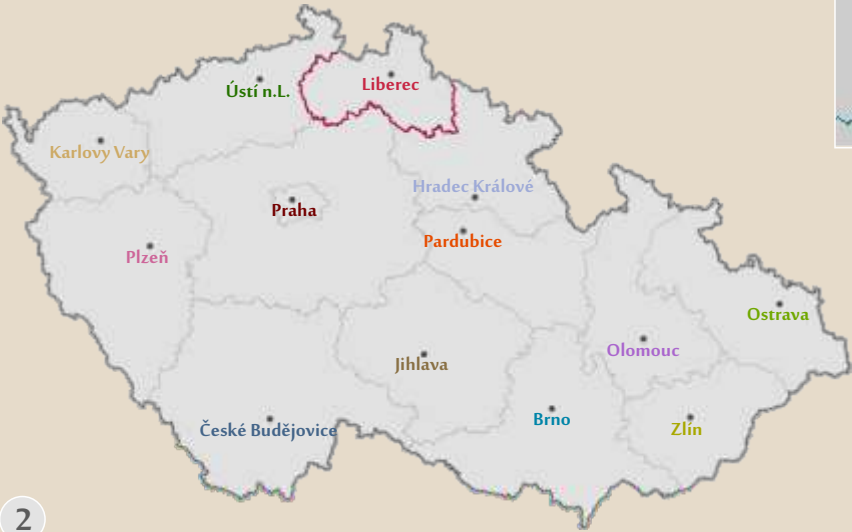 Ústí n.L.
Liberec
Karlovy Vary
Hradec Králové
Praha
Pardubice
Plzeň
Ostrava
Olomouc
Jihlava
Brno
Zlín
České Budějovice
2